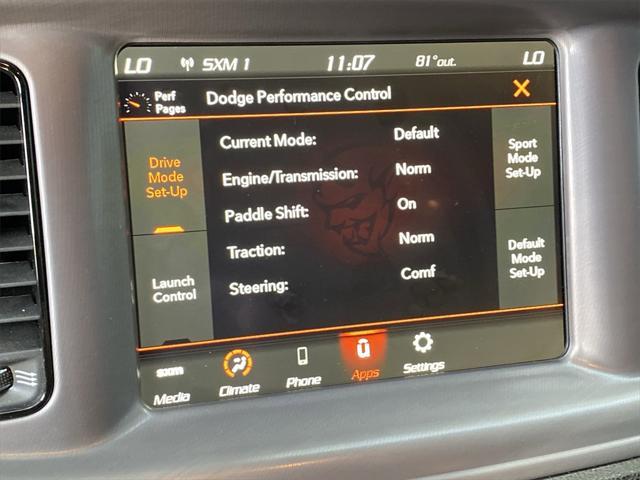 LO SXM 1 11:07 81°out. LO
Perf Pages
Dodge Performance Control
Drive Mode Set-Up
Launch Control
Current Mode: Default
Engine/Transmission: Norm
Paddle Shift: On
Traction: Norm
Steering: Comf
Sport Mode Set-Up
Default Mode Set-Up
sxm
Media Climate Phone Apps Settings